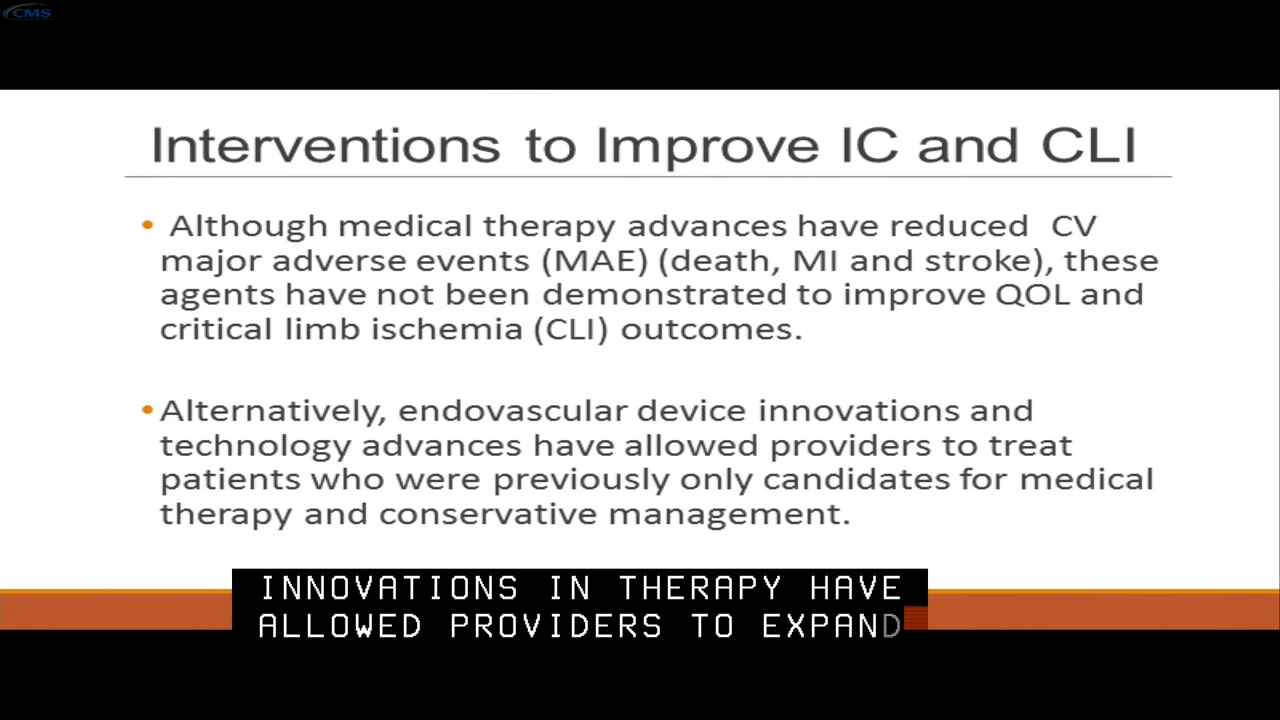 CMS
Interventions to Improve IC and CLI
• Although medical therapy advances have reduced CV
major adverse events (MAE) (death, MI and stroke), these
agents have not been demonstrated to improve QOL and
critical limb ischemia (CLI) outcomes.
• Alternatively, endovascular device innovations and
technology advances have allowed providers to treat
patients who were previously only candidates for medical
therapy and conservative management.
INNOVATIONS IN THERAPY HAVE
ALLOWED PROVIDERS TO EXPAND